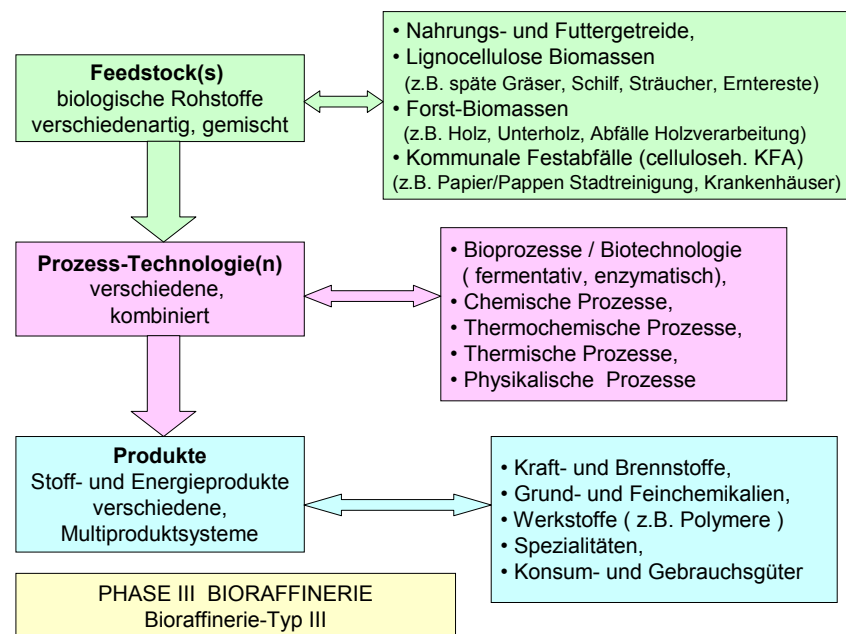 Feedstock(s)
biologische Rohstoffe
verschiedenartig, gemischt
• Nahrungs- und Futtergetreide,
• Lignocellulose Biomassen
(z.B. späte Gräser, Schilf, Sträucher, Erntereste)
• Forst-Biomassen
(z.B. Holz, Unterholz, Abfälle Holzverarbeitung)
• Kommunale Festabfälle (celluloseh. KFA)
(z.B. Papier/Pappen Stadtreinigung, Krankenhäuser)
Prozess-Technologie(n)
verschiedene,
kombiniert
• Bioprozesse / Biotechnologie
( fermentativ, enzymatisch),
• Chemische Prozesse,
• Thermochemische Prozesse,
• Thermische Prozesse,
• Physikalische Prozesse
Produkte
Stoff- und Energieprodukte
verschiedene,
Multiproduktsysteme
• Kraft- und Brennstoffe,
• Grund- und Feinchemikalien,
• Werkstoffe ( z.B. Polymere )
• Spezialitäten,
• Konsum- und Gebrauchsgüter
PHASE III BIORAFFINERIE
Bioraffinerie-Typ III